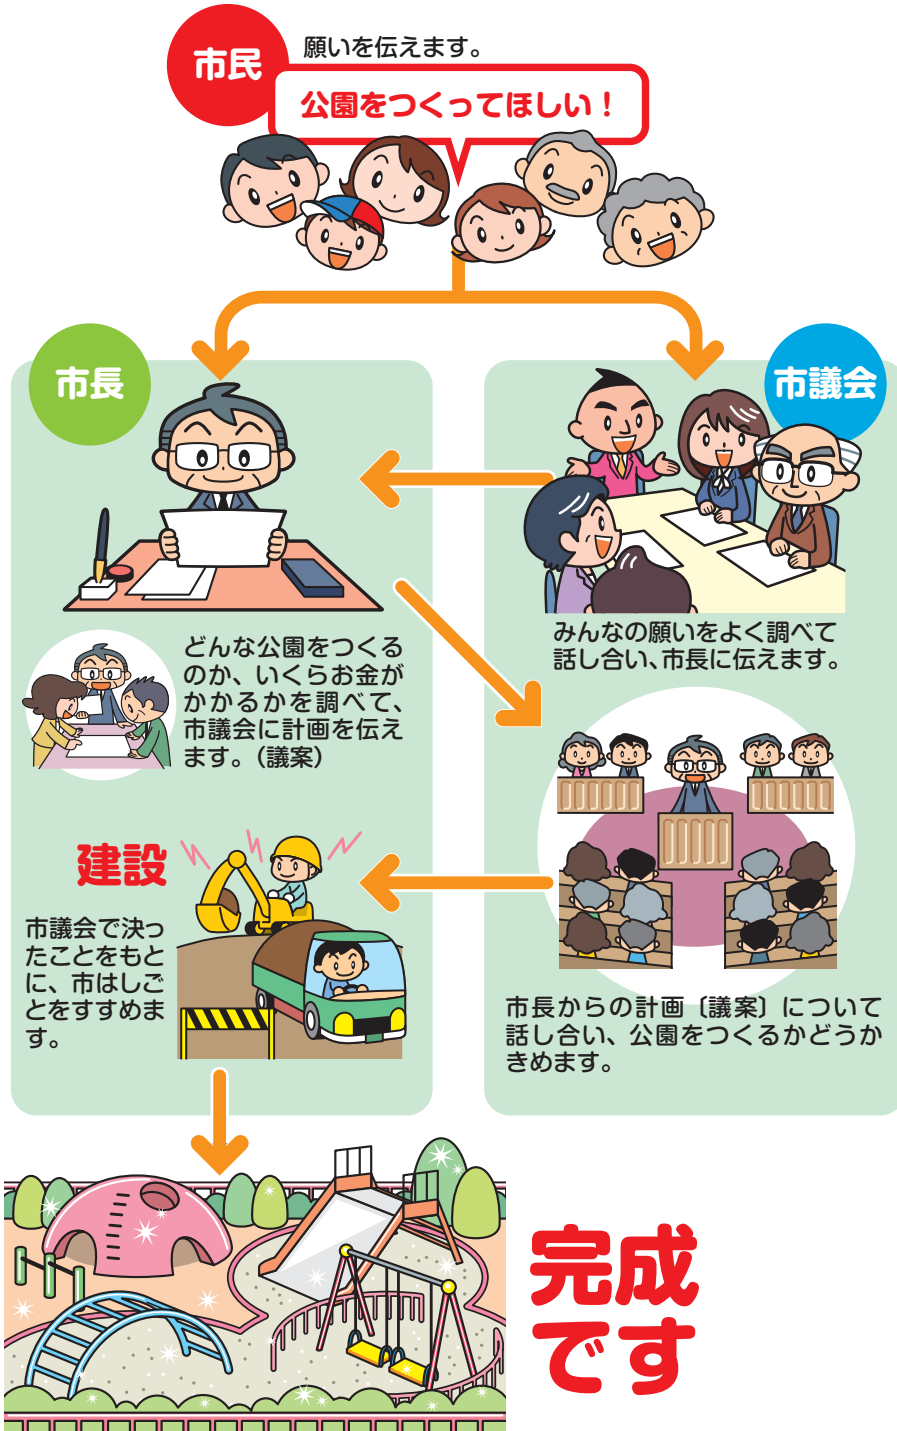 市民
願いを伝えます。
公園をつくってほしい！
市長
市議会
みんなの願いをよく調べて
話し合い、市長に伝えます。
どんな公園をつくる
のか、いくらお金が
かかるかを調べて、
市議会に計画を伝え
ます。（議案）
市長からの計画〔議案〕について
話し合い、公園をつくるかどうか
きめます。
建設
市議会で決っ
たことをもと
に、市はしご
とをすすめま
す。
完成
です